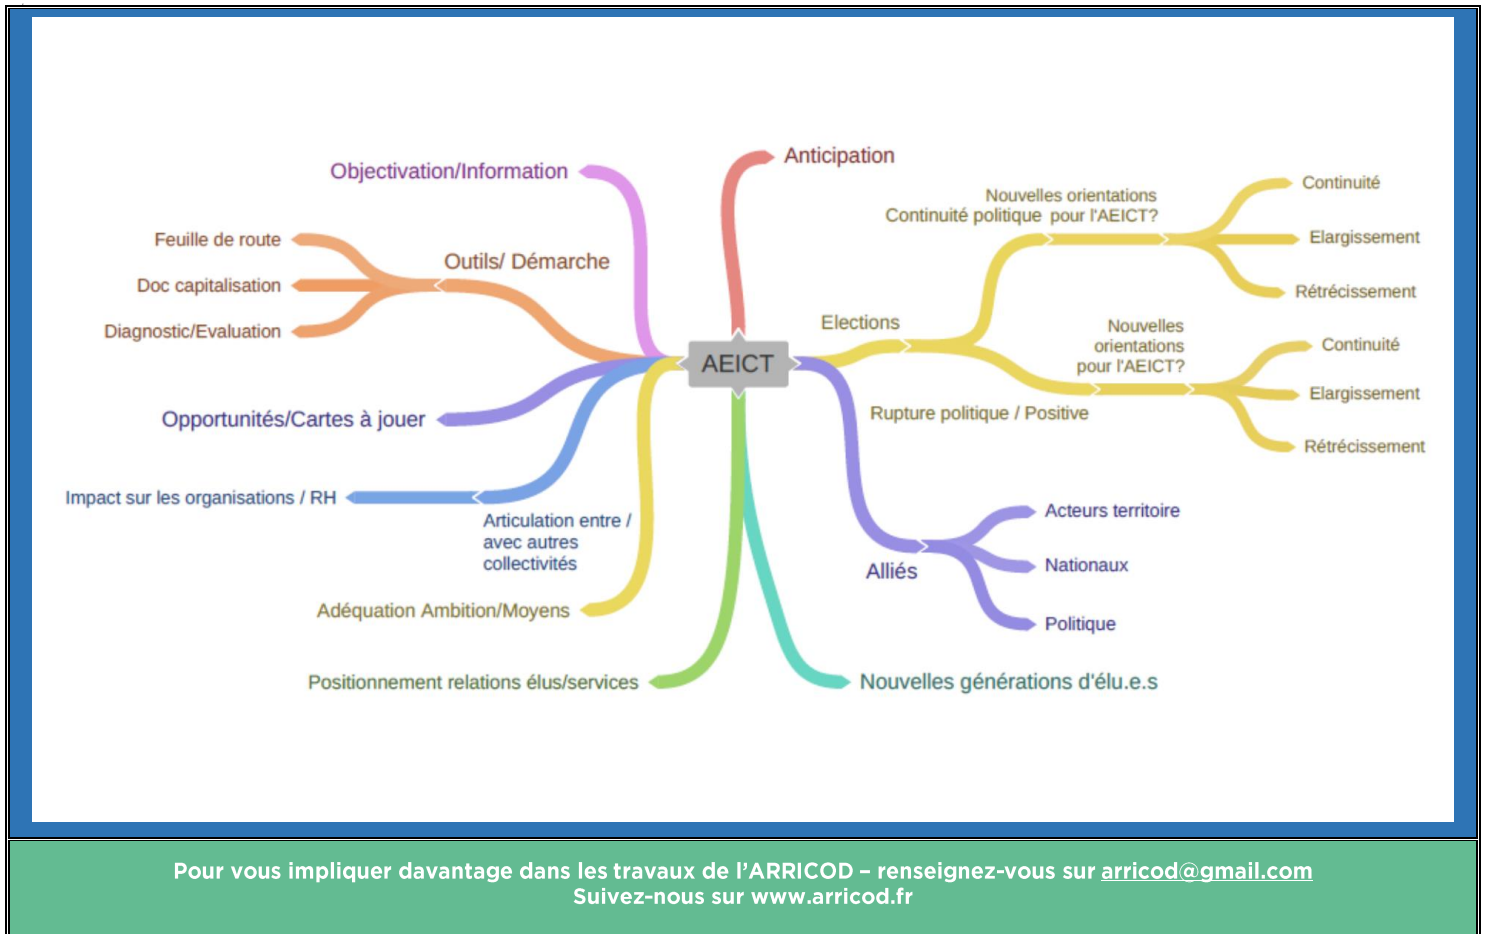 Anticipation
Objectivation/Information
Nouvelles orientations
Continuité politique pour l'AEICT?
Continuité
Elargissement
Rétrécissement
Feuille de route
Doc capitalisation
Diagnostic/Evaluation
Outils/ Démarche
Elections
Nouvelles
orientations
pour l'AEICT?
Continuité
Elargissement
Rétrécissement
AEICT
Rupture politique / Positive
Opportunités/Cartes à jouer
Impact sur les organisations / RH
Articulation entre /
avec autres
collectivités
Acteurs territoire
Nationaux
Politique
Alliés
Adéquation Ambition/Moyens
Positionnement relations élus/services
Nouvelles générations d'élu.e.s
Pour vous impliquer davantage dans les travaux de l’ARRICOD – renseignez-vous sur arricod@gmail.com
Suivez-nous sur www.arricod.fr